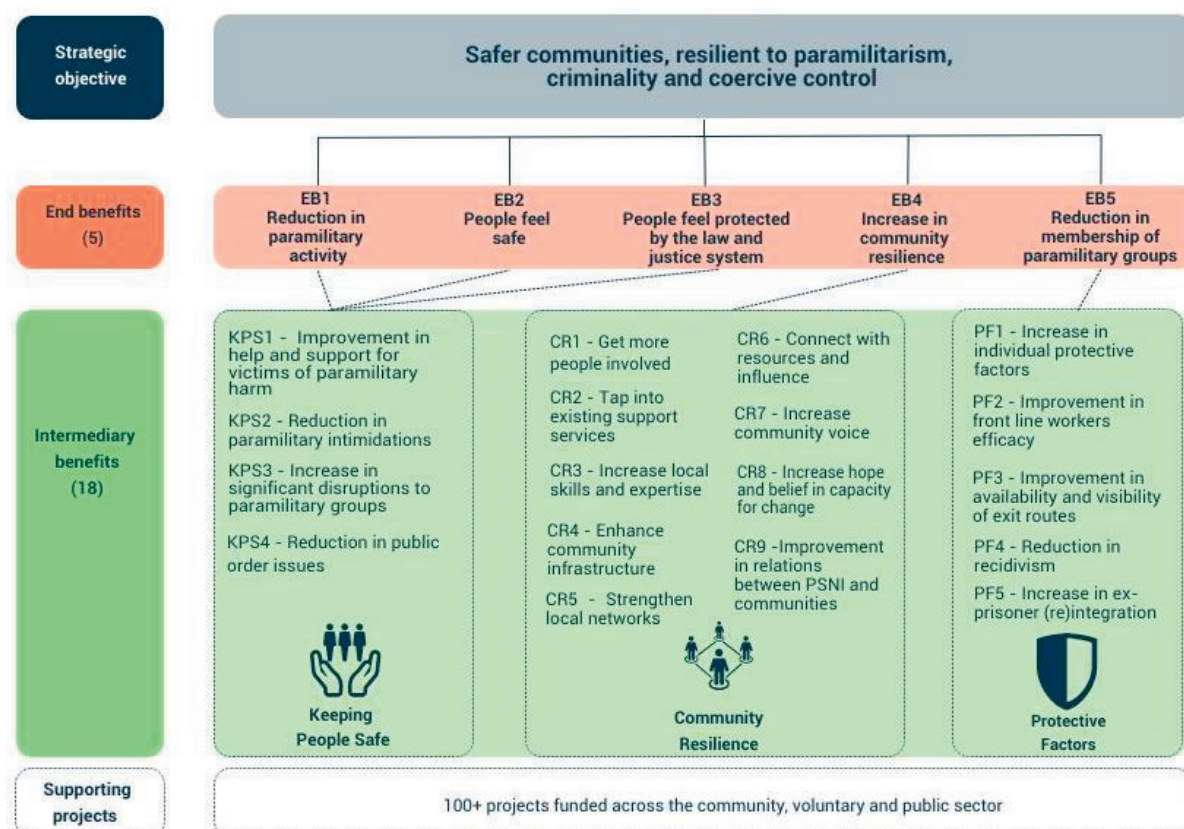 Strategic
objective
Safer communities, resilient to paramilitarism,
criminality and coercive control
End benefits
(5)
EB1
Reduction in
paramilitary
activity
EB2
People feel
safe
EB3
People feel protected
by the law and
justice system
EB4
Increase in
community
resilience
EB5
Reduction in
membership of
paramilitary groups
Intermediary
benefits
(18)
KPS1 - Improvement in
help and support for
victims of paramilitary
harm
KPS2 - Reduction in
paramilitary intimidations
KPS3 - Increase in
significant disruptions to
paramilitary groups
KPS4 - Reduction in public
order issues
Keeping
People Safe
CR1 - Get more
people involved
CR2 - Tap into
existing support
services
CR3 - Increase local
skills and expertise
CR4 - Enhance
community
infrastructure
CR5 - Strengthen
local networks
CR6 - Connect with
resources and
influence
CR7 - Increase
community voice
CR8 - Increase hope
and belief in capacity
for change
CR9 -Improvement
in relations
between PSNI and
communities
Community
Resilience
PF1 - Increase in
individual protective
factors
PF2 - Improvement in
front line workers
efficacy
PF3 - Improvement in
availability and visibility
of exit routes
PF4 - Reduction in
recidivism
PF5 - Increase in ex-
prisoner (re)integration
Protective
Factors
Supporting
projects
100+ projects funded across the community, voluntary and public sector